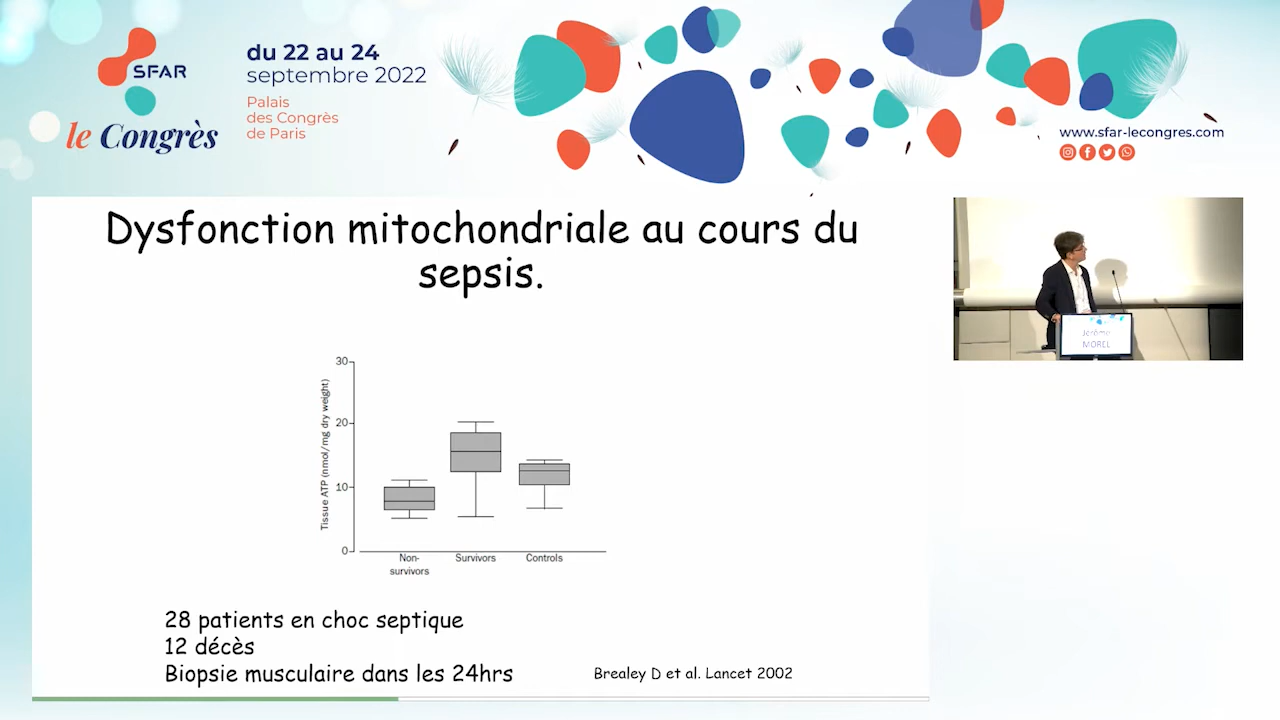 SFAR
le Congrès
du 22 au 24
septembre 2022
Palais
des Congrès
de Paris
www.sfar-lecongres.com
Dysfonction mitochondriale au cours du
sepsis.
Jérôme
MOREL
Tissue ATP (nmol/mg dry weight)
30
20
10
0
Non-
survivors
Survivors
Controls
28 patients en choc septique
12 décès
Biopsie musculaire dans les 24hrs
Brealey D et al. Lancet 2002